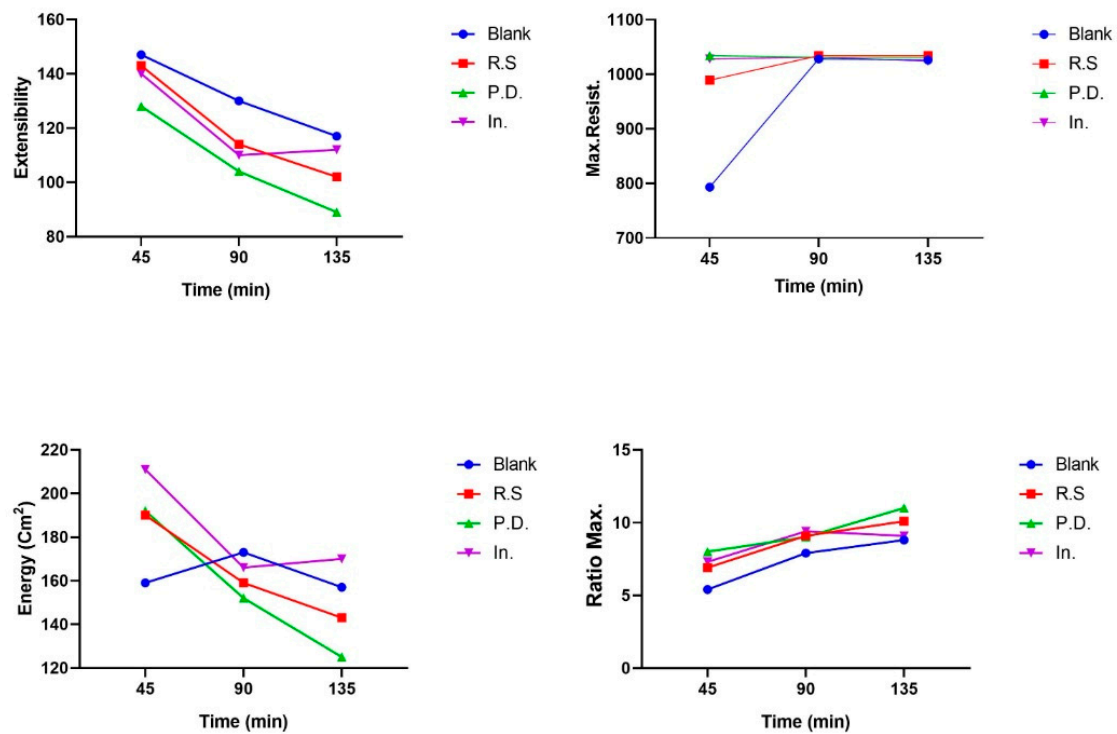 160
140
120
100
80
Extensibility
45 90 135
Time (min)
Blank
R.S
P.D.
In.
1100
1000
900
800
700
Max.Resist.
45 90 135
Time (min)
Blank
R.S
P.D.
In.
220
200
180
160
140
120
Energy (Cm²)
45 90 135
Time (min)
Blank
R.S
P.D.
In.
15
10
5
0
Ratio Max.
45 90 135
Time (min)
Blank
R.S
P.D.
In.